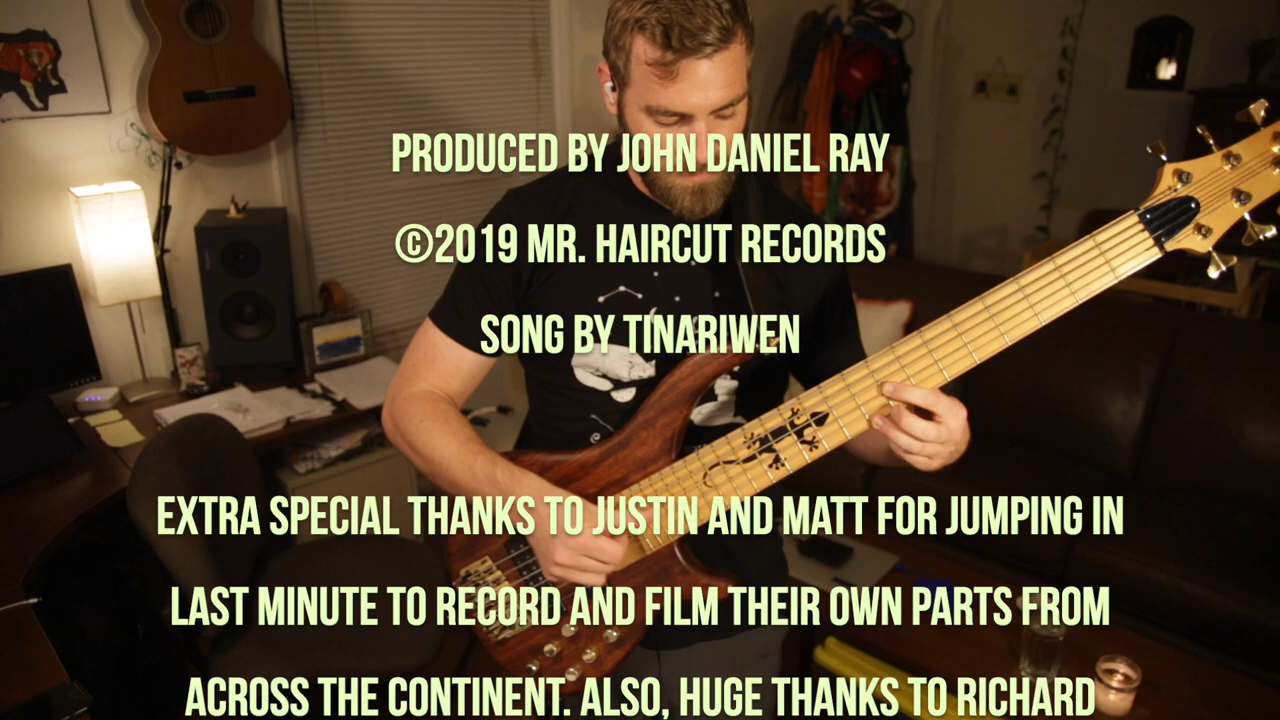 PRODUCED BY JOHN DANIEL RAY
©2019 MR. HAIRCUT RECORDS
SONG BY TINARIWEN
EXTRA SPECIAL THANKS TO JUSTIN AND MATT FOR JUMPING IN
LAST MINUTE TO RECORD AND FILM THEIR OWN PARTS FROM
ACROSS THE CONTINENT. ALSO, HUGE THANKS TO RICHARD